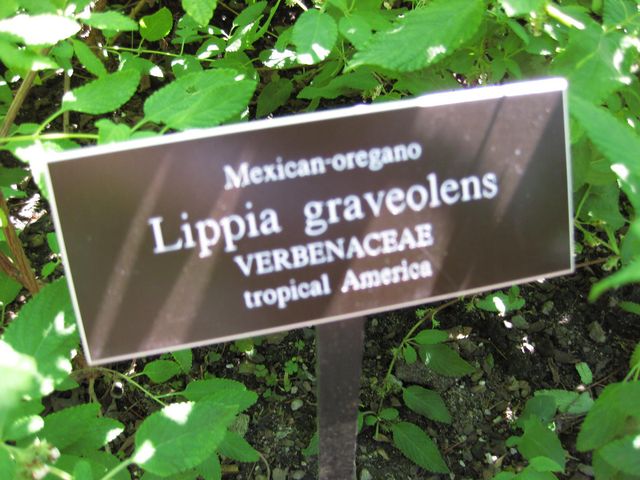 Mexican-oregano
Lippia graveolens
VERBENACEAE
tropical America